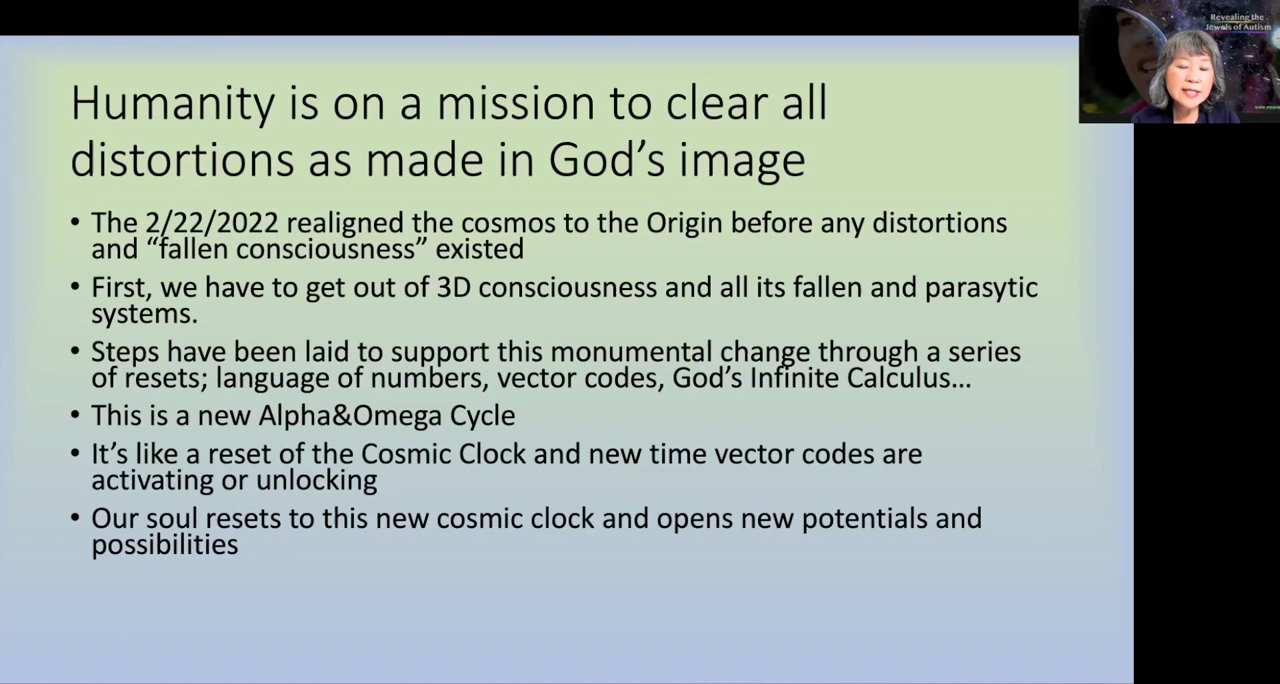 Humanity is on a mission to clear all
distortions as made in God's image
• The 2/22/2022 realigned the cosmos to the Origin before any distortions
and “fallen consciousness” existed
• First, we have to get out of 3D consciousness and all its fallen and parasytic
systems.
• Steps have been laid to support this monumental change through a series
of resets; language of numbers, vector codes, God's Infinite Calculus...
• This is a new Alpha&Omega Cycle
• It's like a reset of the Cosmic Clock and new time vector codes are
activating or unlocking
• Our soul resets to this new cosmic clock and opens new potentials and
possibilities
Revealing the
Jewels of Autism